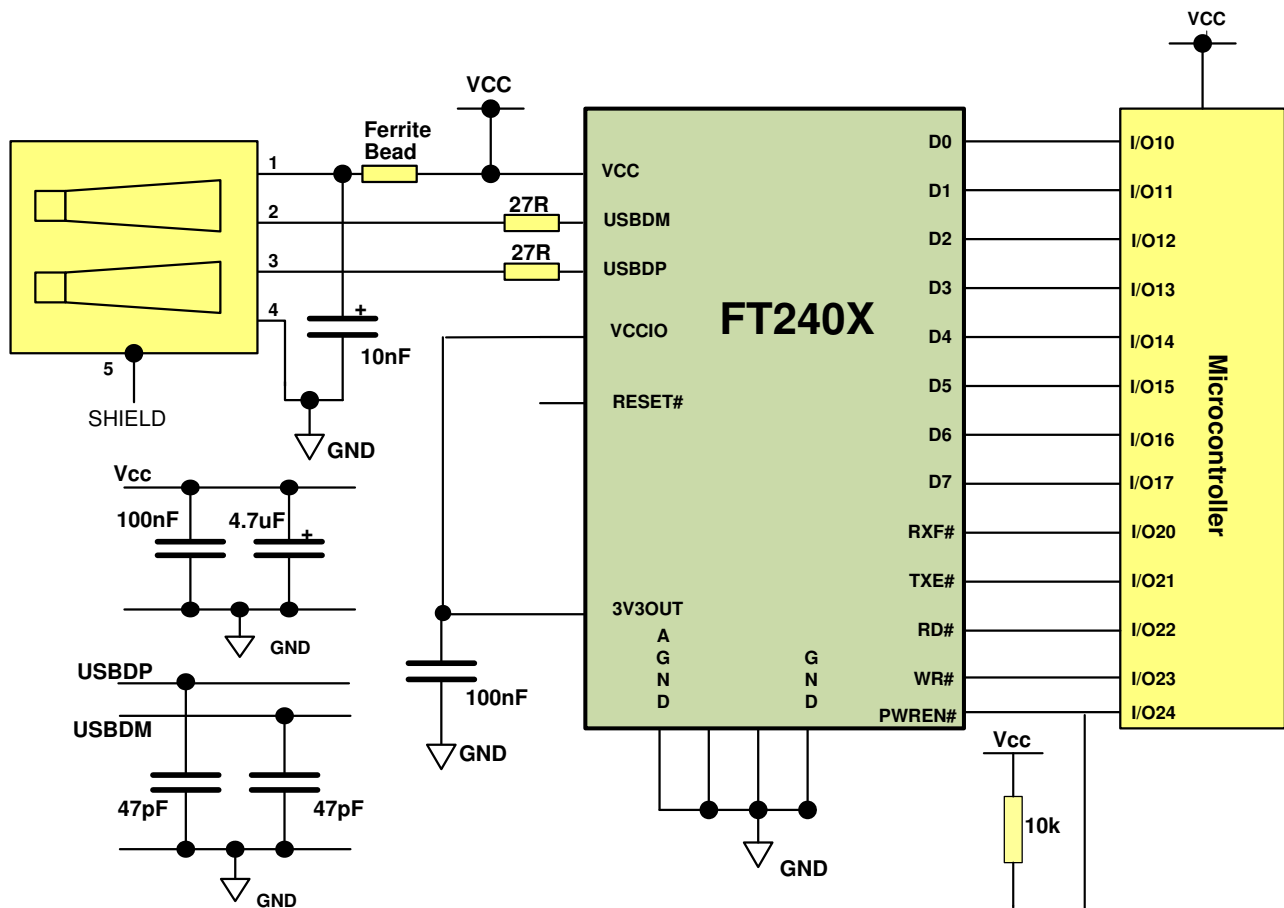 VCC
VCC
Ferrite
Bead
1
2
3
4
5
SHIELD
27R
27R
10nF
GND
VCC
USBDM
USBDP
VCCIO
RESET#
3V3OUT
AGND
GND
FT240X
D0
D1
D2
D3
D4
D5
D6
D7
RXF#
TXE#
RD#
WR#
PWREN#
I/O10
I/O11
I/O12
I/O13
I/O14
I/O15
I/O16
I/O17
I/O20
I/O21
I/O22
I/O23
I/O24
Microcontroller
Vcc
100nF
4.7uF
+
+
GND
USBDP
USBDM
47pF
47pF
GND
100nF
GND
GND
Vcc
10k